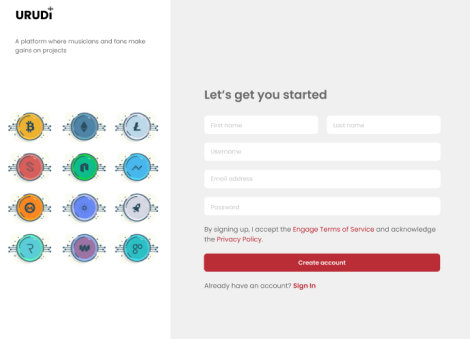 URUDi
A platform where musicians and fans make
gains on projects
Let's get you started
First name
Last name
Username
Email address
Password
By signing up, I accept the Engage Terms of Service and acknowledge
the Privacy Policy.
Create account
Already have an account? Sign In